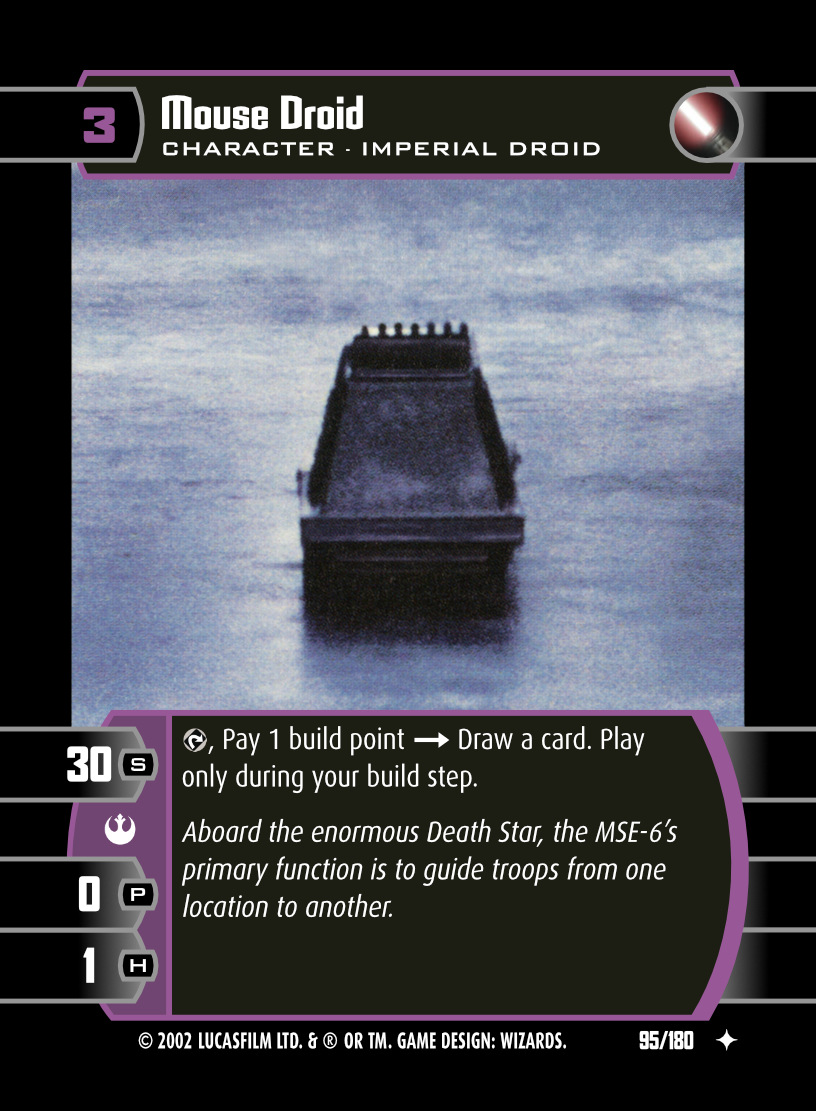 3
Mouse Droid
CHARACTER · IMPERIAL DROID
30 S
0 P
1 H
, Pay 1 build point → Draw a card. Play
only during your build step.
Aboard the enormous Death Star, the MSE-6's
primary function is to guide troops from one
location to another.
© 2002 LUCASFILM LTD. & ® OR TM. GAME DESIGN: WIZARDS.
95/180